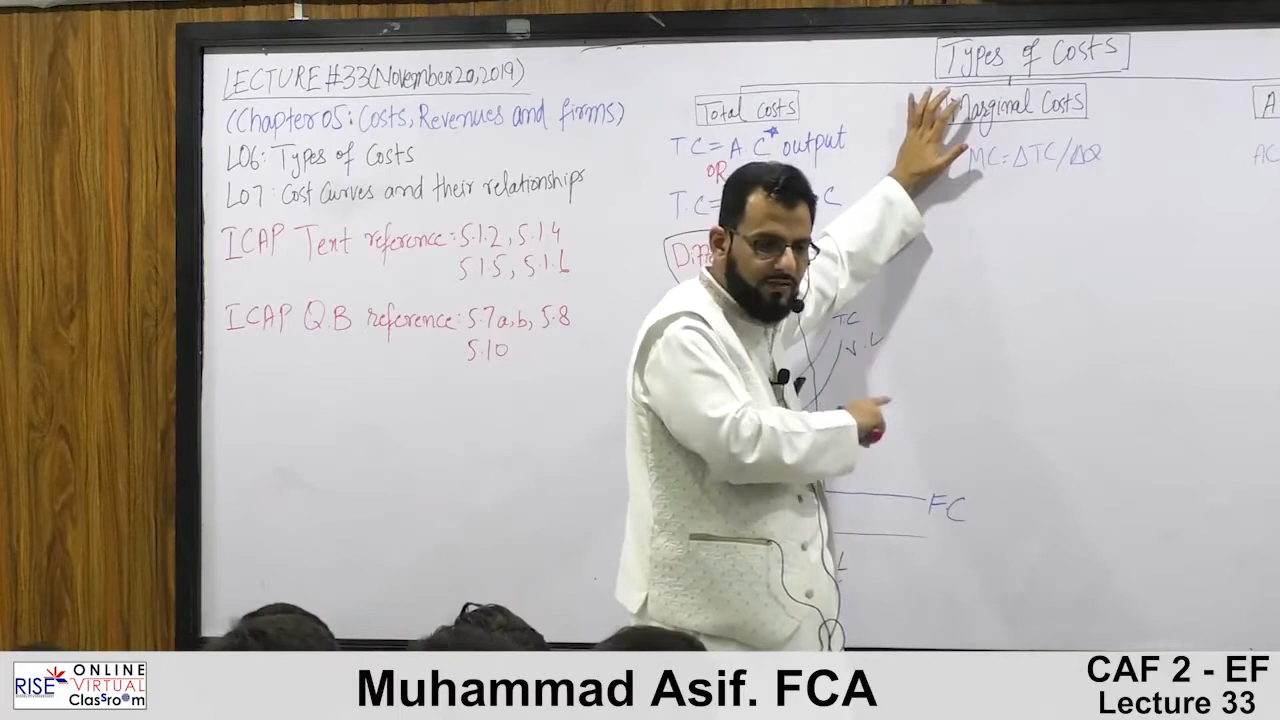 LECTURE #33(November 20,2019)
(Chapter 05: Costs, Revenues and firms)
L06: Types of Costs
L07: Cost Curves and their relationships
ICAP Text reference: 5.1.2, 5.1.4
5.1.5, 5.1.6
ICAP Q.B reference: 5.7a,b, 5.8
5.10
Types of Costs
Total Costs
TC = A.C* output
OR
T.C=
C
Diff
Marginal Costs
MC=ΔTC/ΔQ
A
AC=
T.C
FC
L
RISE
ONLINE
VIRTUAL
Classro@m
Muhammad Asif. FCA
CAF 2 - EF
Lecture 33